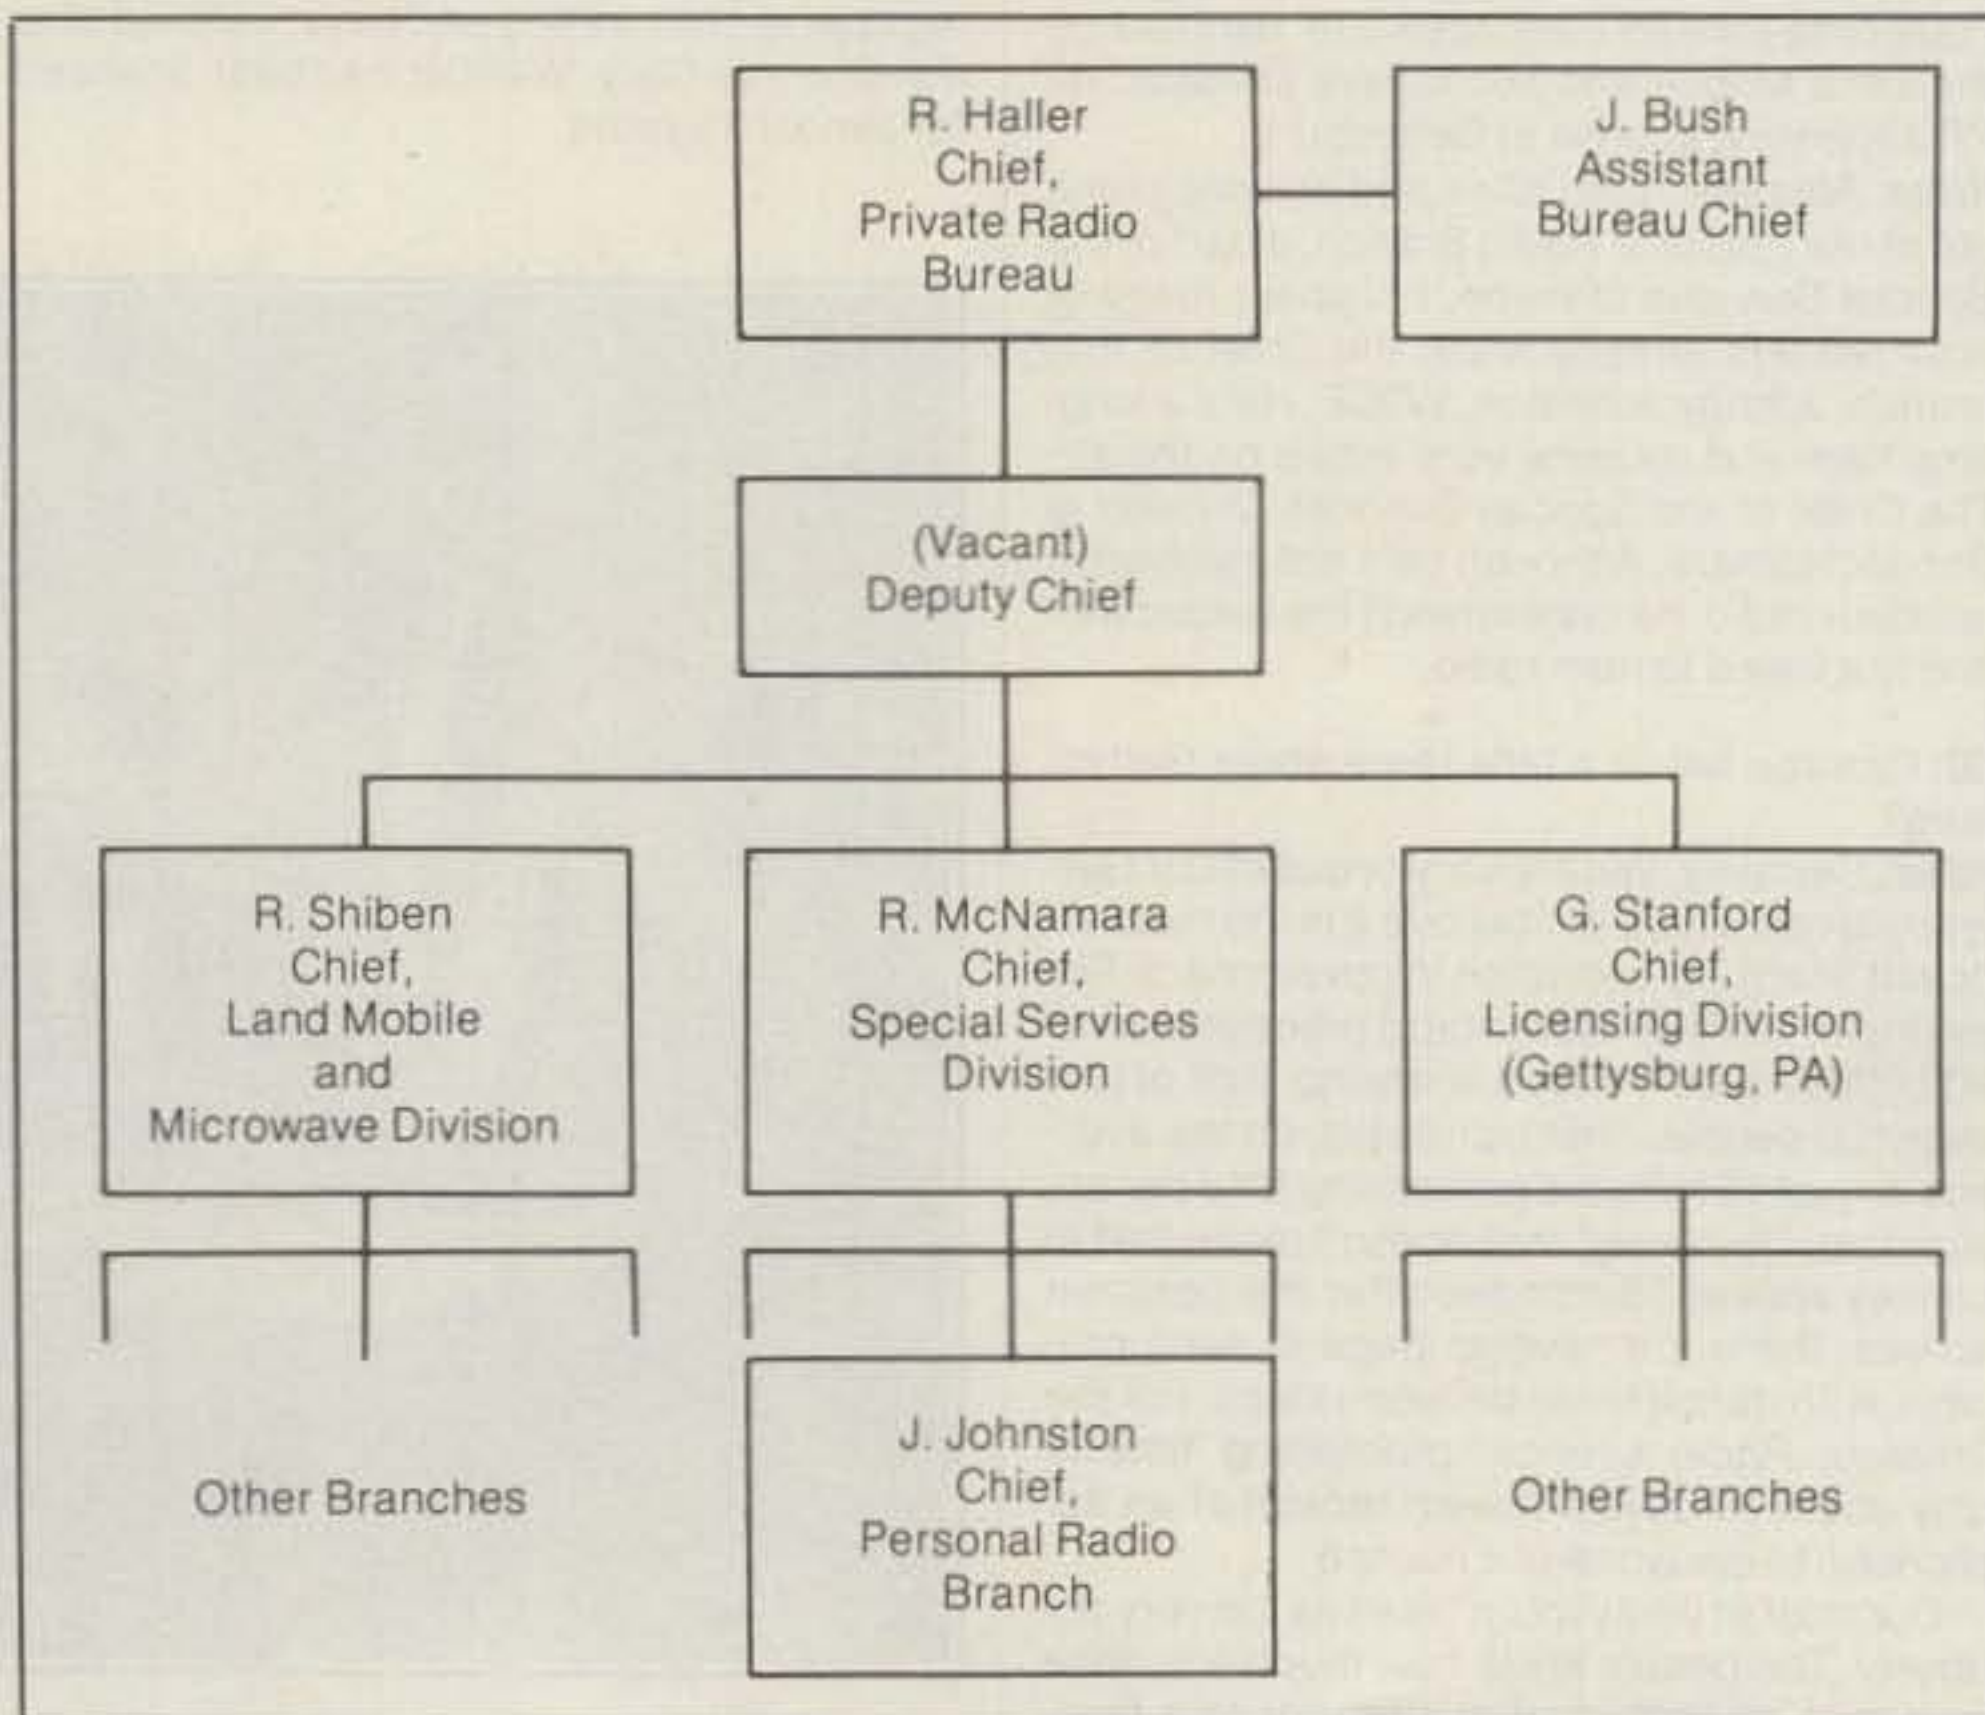 R. Haller
Chief,
Private Radio
Bureau
J. Bush
Assistant
Bureau Chief
(Vacant)
Deputy Chief
R. Shiben
Chief,
Land Mobile
and
Microwave Division
R. McNamara
Chief,
Special Services
Division
G. Stanford
Chief,
Licensing Division
(Gettysburg, PA)
Other Branches
J. Johnston
Chief,
Personal Radio
Branch
Other Branches